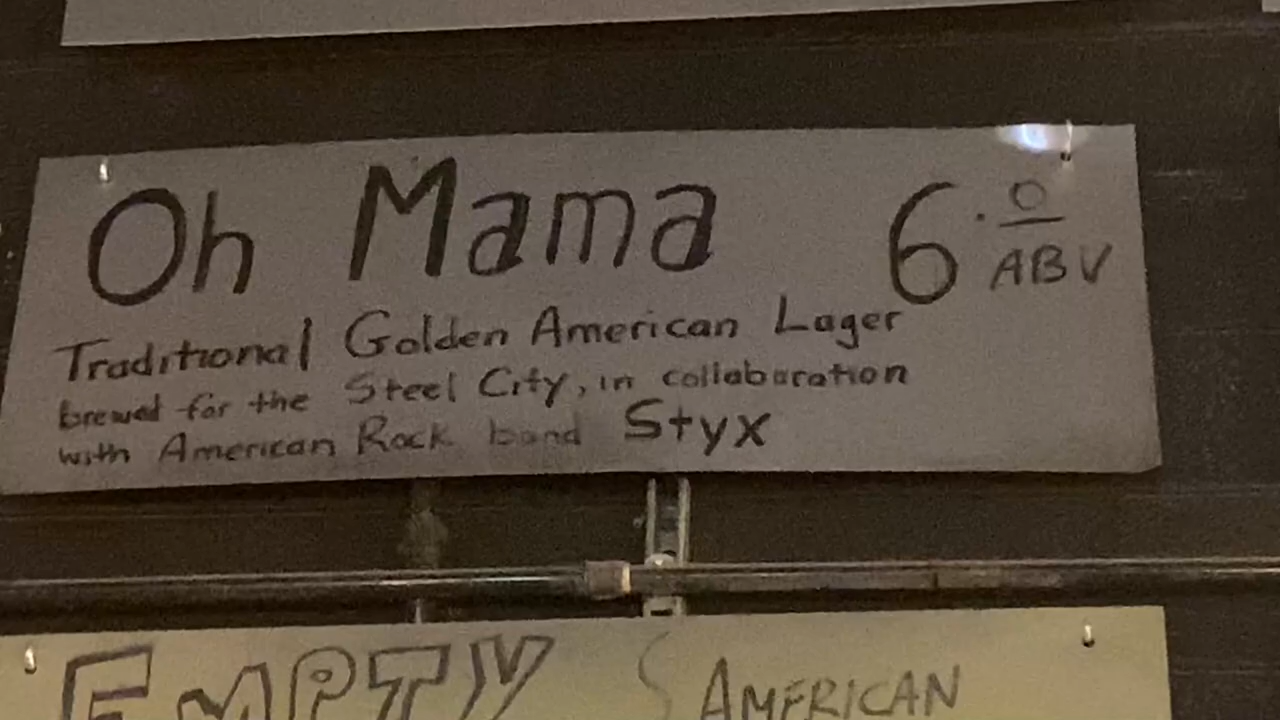 Oh Mama 6.0 ABV
Traditional Golden American Lager
brewed for the Steel City, in collaboration
with American Rock band Styx
EMPTY AMERICAN